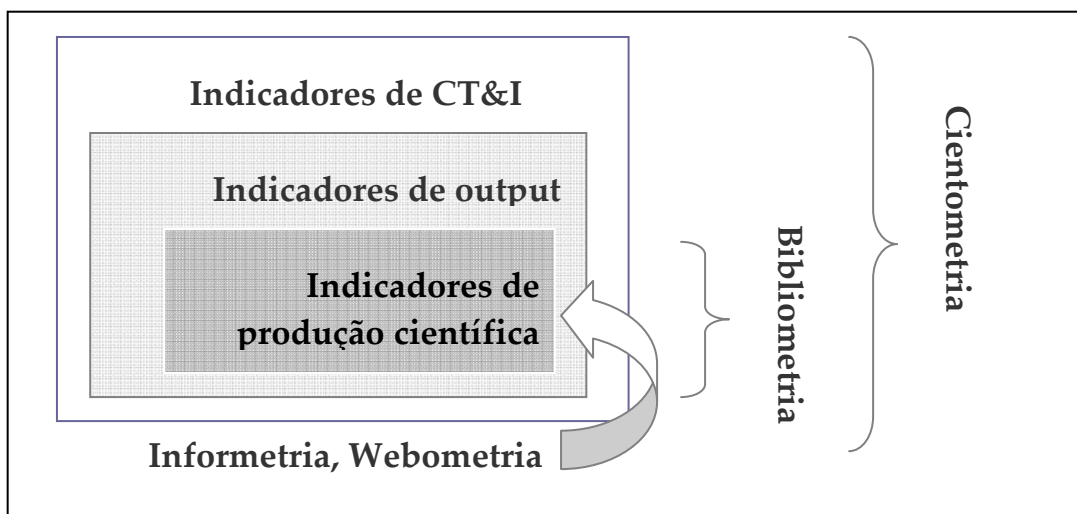 Indicadores de CT&I
Indicadores de output
Indicadores de
produção científica
Informetria, Webometria
Bibliometria
Cientometria